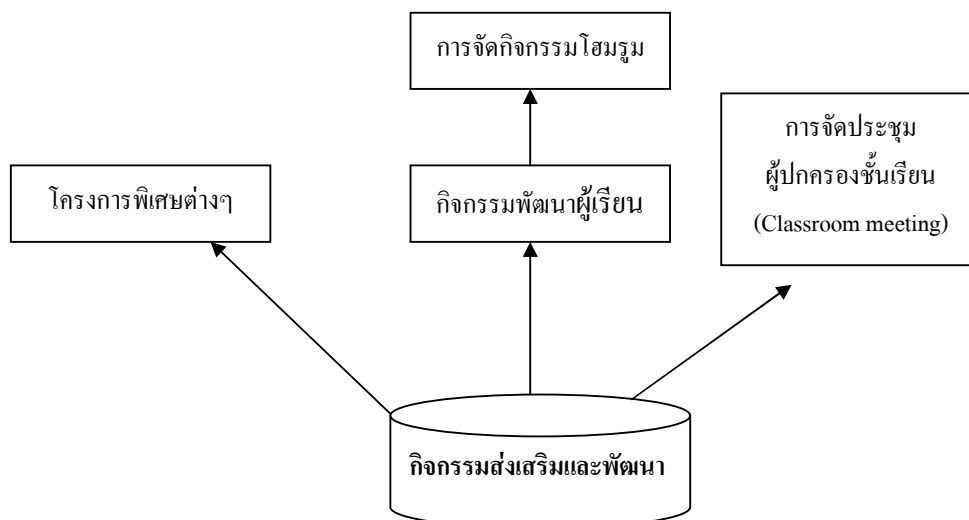 การจัดกิจกรรมโฮมรูม
การจัดประชุม
ผู้ปกครองชั้นเรียน
(Classroom meeting)
โครงการพิเศษต่างๆ
กิจกรรมพัฒนาผู้เรียน
กิจกรรมส่งเสริมและพัฒนา